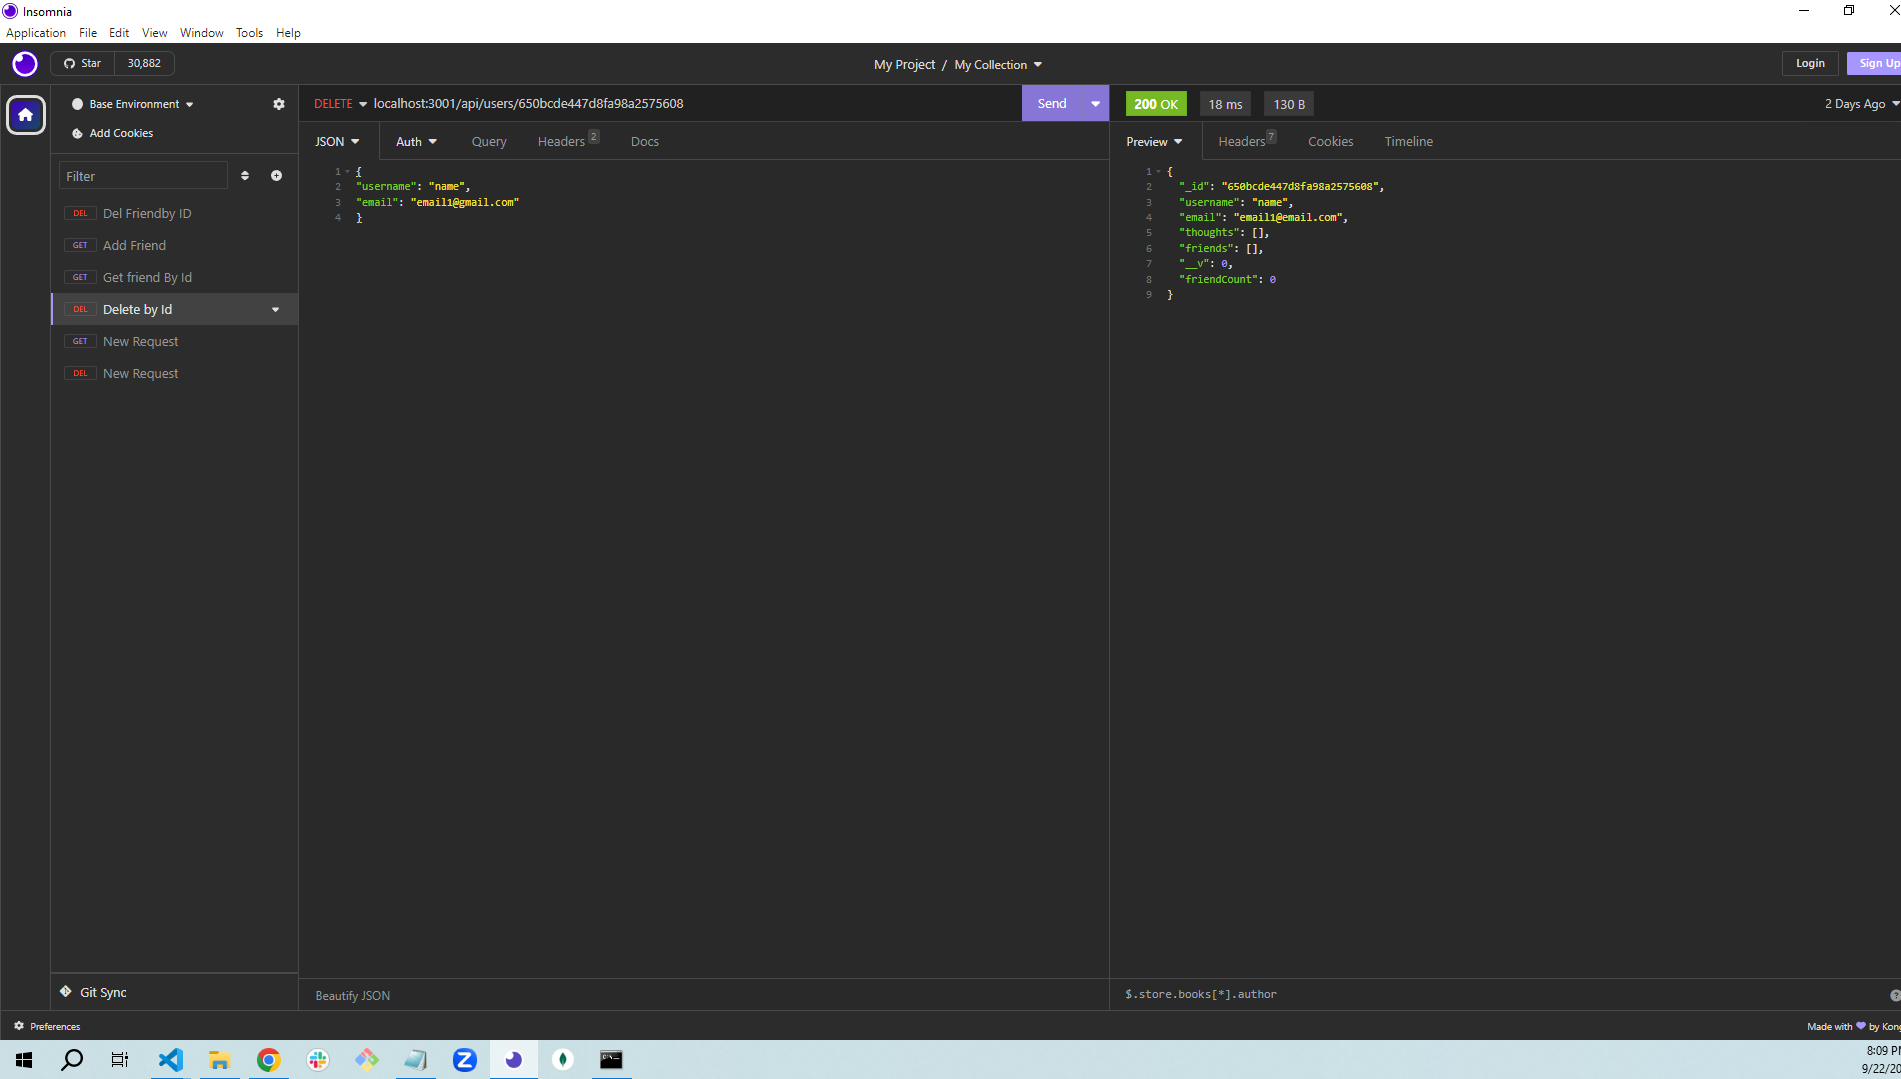 Insomnia
Application File Edit View Window Tools Help
Star 30,882
My Project / My Collection
Login Sign Up
Base Environment
Add Cookies
Filter
DEL Del Friendby ID
GET Add Friend
GET Get friend By Id
DEL Delete by Id
GET New Request
DEL New Request
Git Sync
DELETE localhost:3001/api/users/650bcde447d8fa98a2575608 Send
JSON Auth Query Headers 2 Docs
1 {
2 "username": "name",
3 "email": "email1@gmail.com"
4 }
Beautify JSON
200 OK 18 ms 130 B 2 Days Ago
Preview Headers 7 Cookies Timeline
1 {
2 "_id": "650bcde447d8fa98a2575608",
3 "username": "name",
4 "email": "email1@email.com",
5 "thoughts": [],
6 "friends": [],
7 "__v": 0,
8 "friendCount": 0
9 }
$.store.books[*].author
Preferences
Made with by Kong
8:09 P
9/22/20